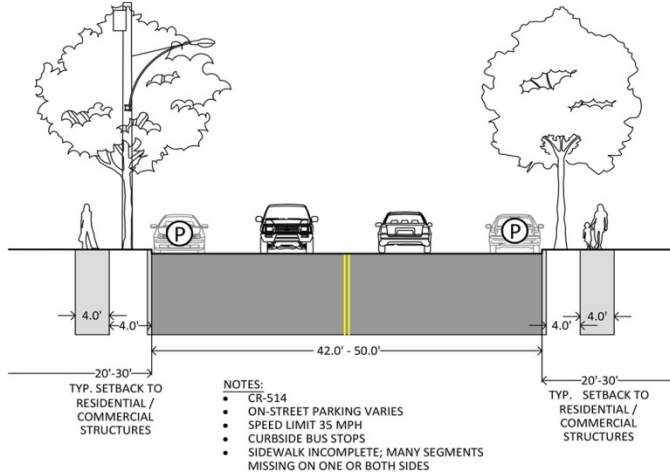 P
P
4.0'
4.0'
4.0'
4.0'
42.0' - 50.0'
20'-30'
TYP. SETBACK TO
RESIDENTIAL /
COMMERCIAL
STRUCTURES
NOTES:
• CR-514
• ON-STREET PARKING VARIES
• SPEED LIMIT 35 MPH
• CURBSIDE BUS STOPS
• SIDEWALK INCOMPLETE; MANY SEGMENTS
MISSING ON ONE OR BOTH SIDES
20'-30'
TYP. SETBACK TO
RESIDENTIAL /
COMMERCIAL
STRUCTURES